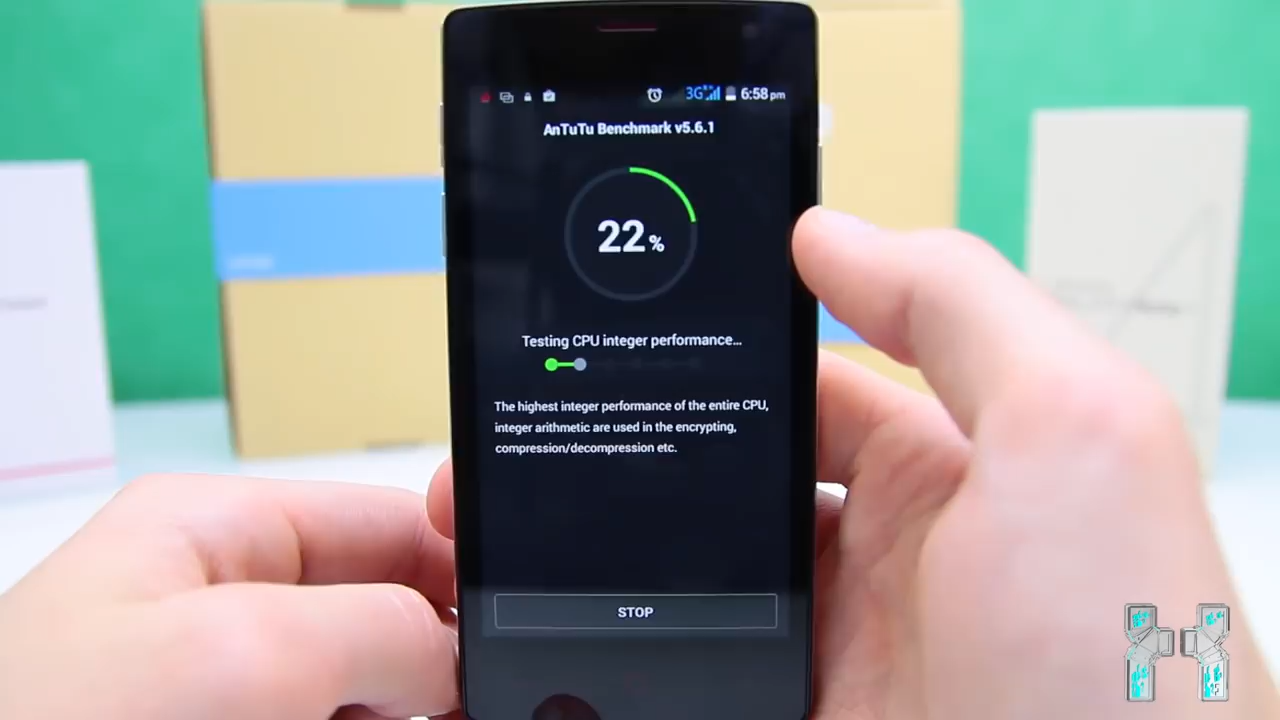 3G 6:58 pm
AnTuTu Benchmark v5.6.1
22%
Testing CPU integer performance...
The highest integer performance of the entire CPU,
integer arithmetic are used in the encrypting,
compression/decompression etc.
STOP